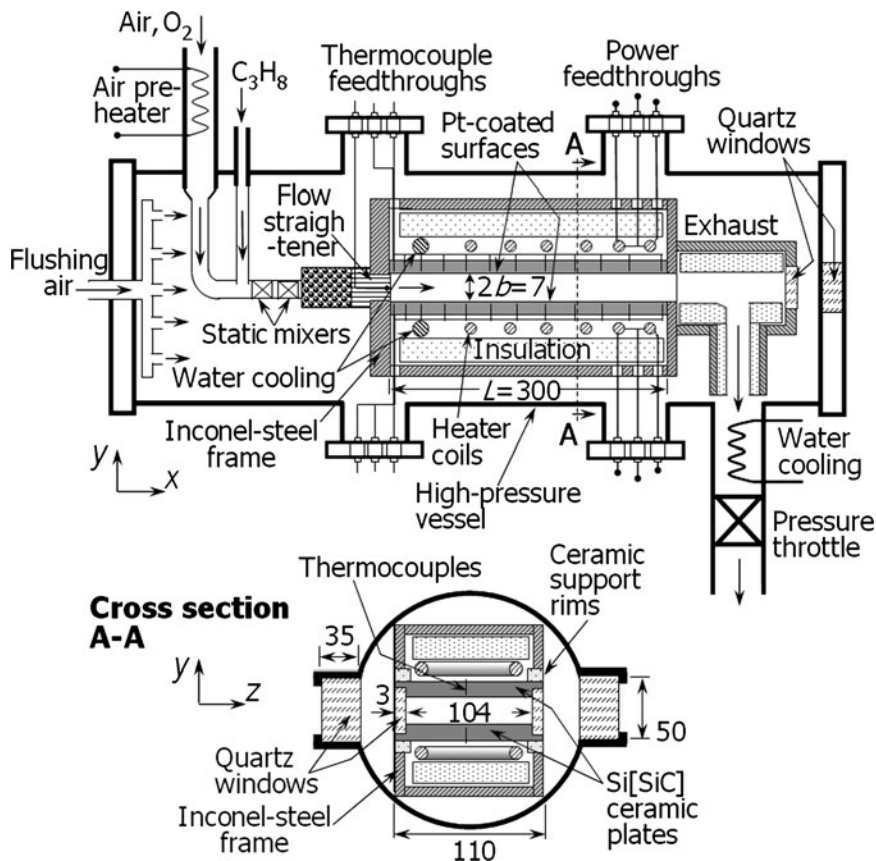 Air, O2
Air pre-
heater
C3H8
Thermocouple
feedthroughs
Power
feedthroughs
Quartz
windows
Pt-coated
surfaces
A
Flow
straigh
-tener
Exhaust
Flushing
air
2b=7
Static mixers
Water cooling
Insulation
L=300
A
Inconel-steel
frame
Heater
coils
High-pressure
vessel
Water
cooling
Pressure
throttle
y
x
Cross section
A-A
Thermocouples
Ceramic
support
rims
35
y
z
3
104
50
Quartz
windows
Inconel-steel
frame
Si[SiC]
ceramic
plates
110